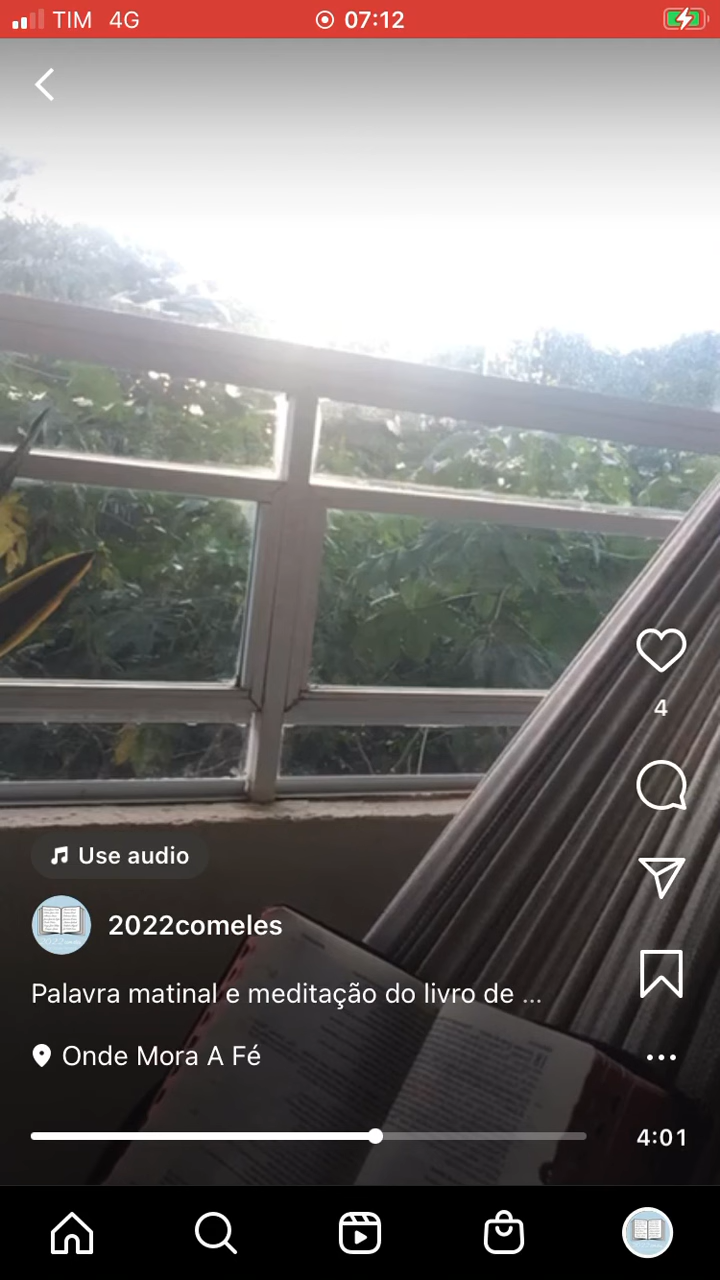 TIM 4G 07:12
4
Use audio
2022comeles
Palavra matinal e meditação do livro de ...
Onde Mora A Fé
4:01